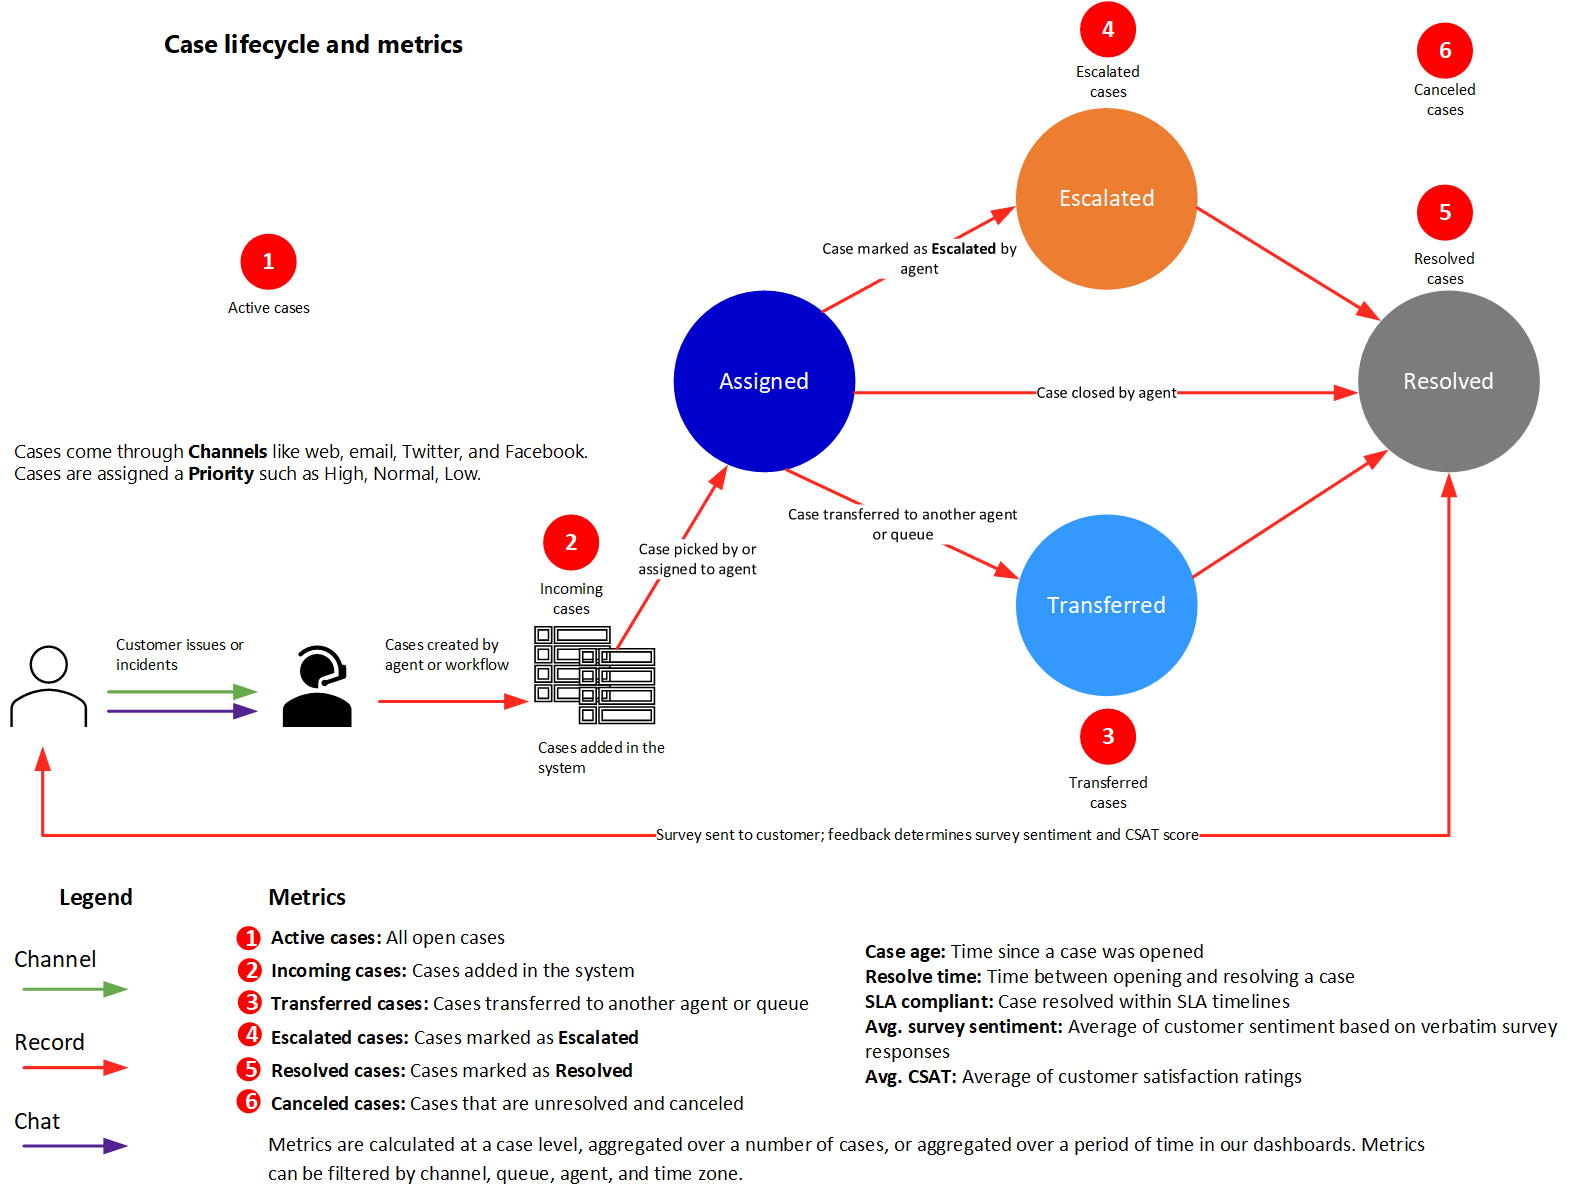 Case lifecycle and metrics
4
Escalated
cases
6
Canceled
cases
Escalated
5
Resolved
cases
1
Active cases
Case marked as Escalated by
agent
Assigned
Case closed by agent
Resolved
Cases come through Channels like web, email, Twitter, and Facebook.
Cases are assigned a Priority such as High, Normal, Low.
2
Incoming
cases
Case picked by or
assigned to agent
Case transferred to another agent
or queue
Transferred
3
Transferred
cases
Customer issues or
incidents
Cases created by
agent or workflow
Cases added in the
system
Survey sent to customer; feedback determines survey sentiment and CSAT score
Legend
Channel
Record
Chat
Metrics
1 Active cases: All open cases
2 Incoming cases: Cases added in the system
3 Transferred cases: Cases transferred to another agent or queue
4 Escalated cases: Cases marked as Escalated
5 Resolved cases: Cases marked as Resolved
6 Canceled cases: Cases that are unresolved and canceled
Case age: Time since a case was opened
Resolve time: Time between opening and resolving a case
SLA compliant: Case resolved within SLA timelines
Avg. survey sentiment: Average of customer sentiment based on verbatim survey
responses
Avg. CSAT: Average of customer satisfaction ratings
Metrics are calculated at a case level, aggregated over a number of cases, or aggregated over a period of time in our dashboards. Metrics
can be filtered by channel, queue, agent, and time zone.